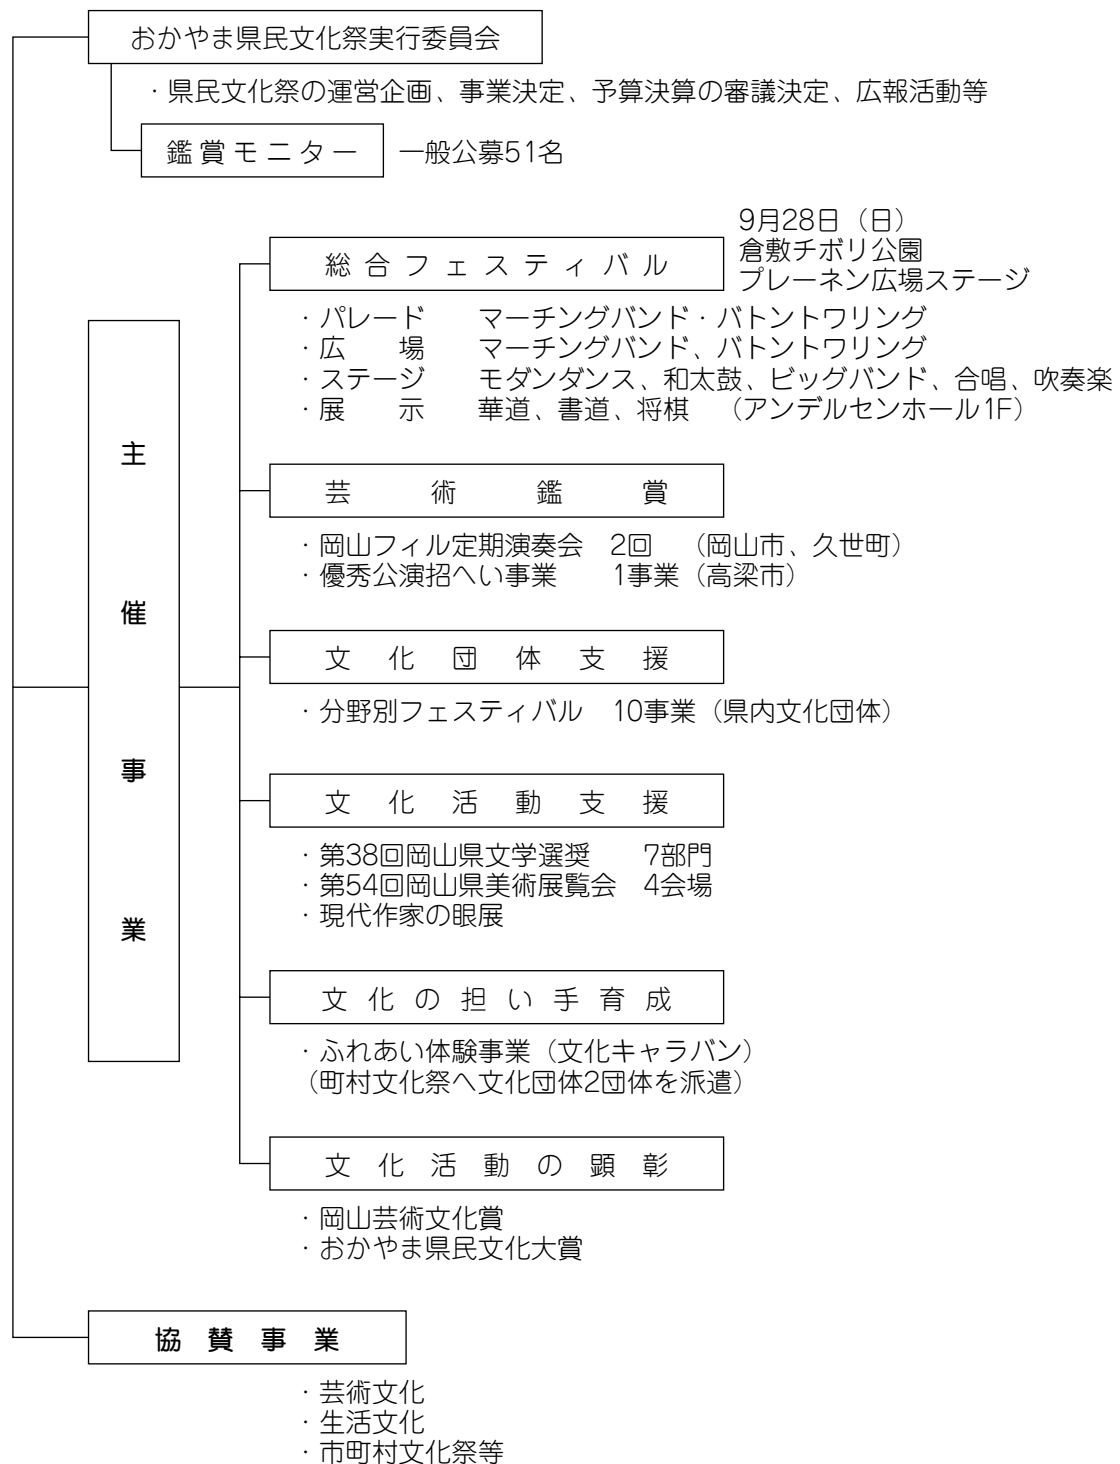 おかやま県民文化祭実行委員会
・県民文化祭の運営企画、事業決定、予算決算の審議決定、広報活動等
鑑賞モニター 一般公募51名
主催事業
総合フェスティバル
9月28日（日）
倉敷チボリ公園
プレーネン広場ステージ
・パレード マーチングバンド・バトントワリング
・広場 マーチングバンド、バトントワリング
・ステージ モダンダンス、和太鼓、ビッグバンド、合唱、吹奏楽
・展示 華道、書道、将棋 （アンデルセンホール1F）
芸術鑑賞
・岡山フィル定期演奏会 2回 （岡山市、久世町）
・優秀公演招へい事業 1事業（高梁市）
文化団体支援
・分野別フェスティバル 10事業（県内文化団体）
文化活動支援
・第38回岡山県文学選奨 7部門
・第54回岡山県美術展覧会 4会場
・現代作家の眼展
文化の担い手育成
・ふれあい体験事業（文化キャラバン）
（町村文化祭へ文化団体2団体を派遣）
文化活動の顕彰
・岡山芸術文化賞
・おかやま県民文化大賞
協賛事業
・芸術文化
・生活文化
・市町村文化祭等